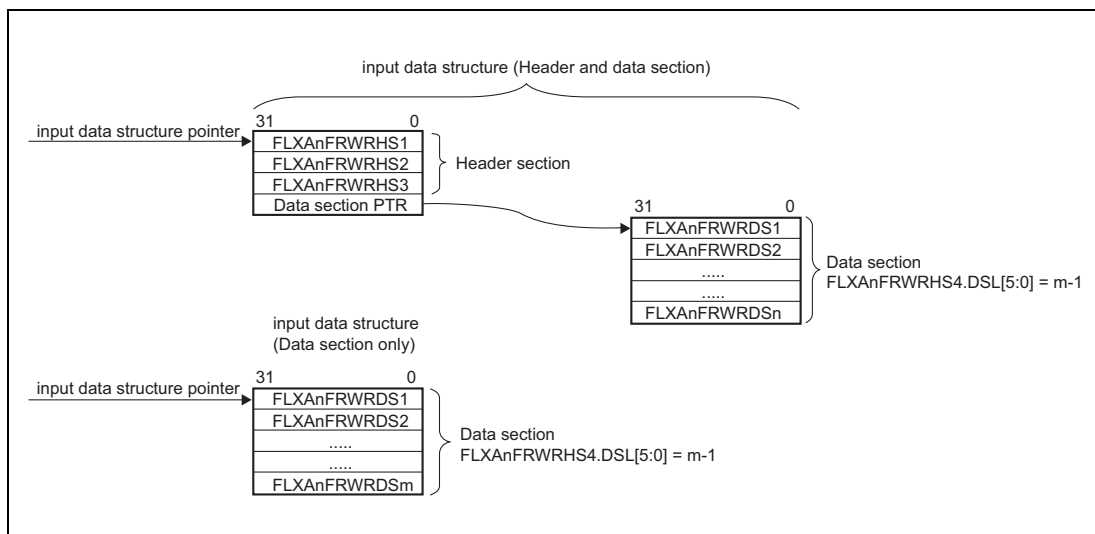 input data structure (Header and data section)
input data structure pointer
31 0
FLXAnFRWRHS1
FLXAnFRWRHS2
FLXAnFRWRHS3
Data section PTR
Header section
31 0
FLXAnFRWRDS1
FLXAnFRWRDS2
.....
.....
FLXAnFRWRDSn
Data section
FLXAnFRWRHS4.DSL[5:0] = m-1
input data structure
(Data section only)
input data structure pointer
31 0
FLXAnFRWRDS1
FLXAnFRWRDS2
.....
.....
FLXAnFRWRDSm
Data section
FLXAnFRWRHS4.DSL[5:0] = m-1